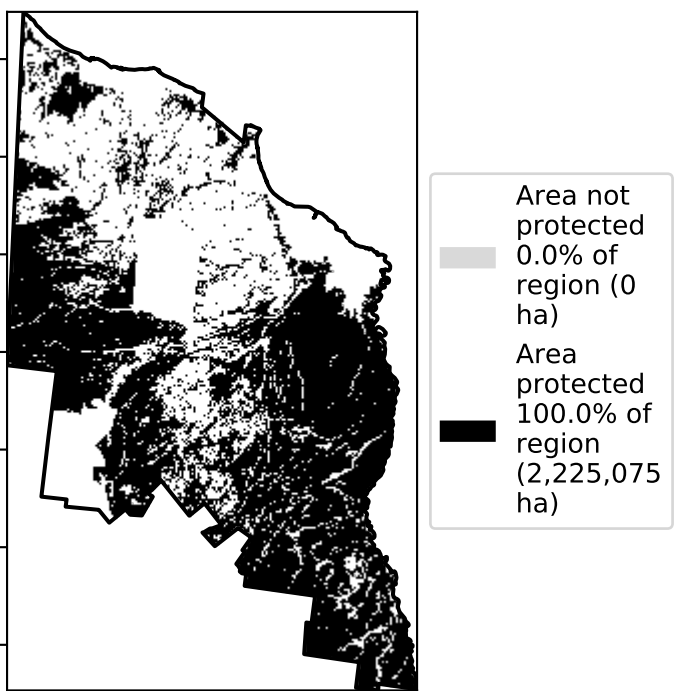 Area not
protected
0.0% of
region (0
ha)
Area
protected
100.0% of
region
(2,225,075
ha)